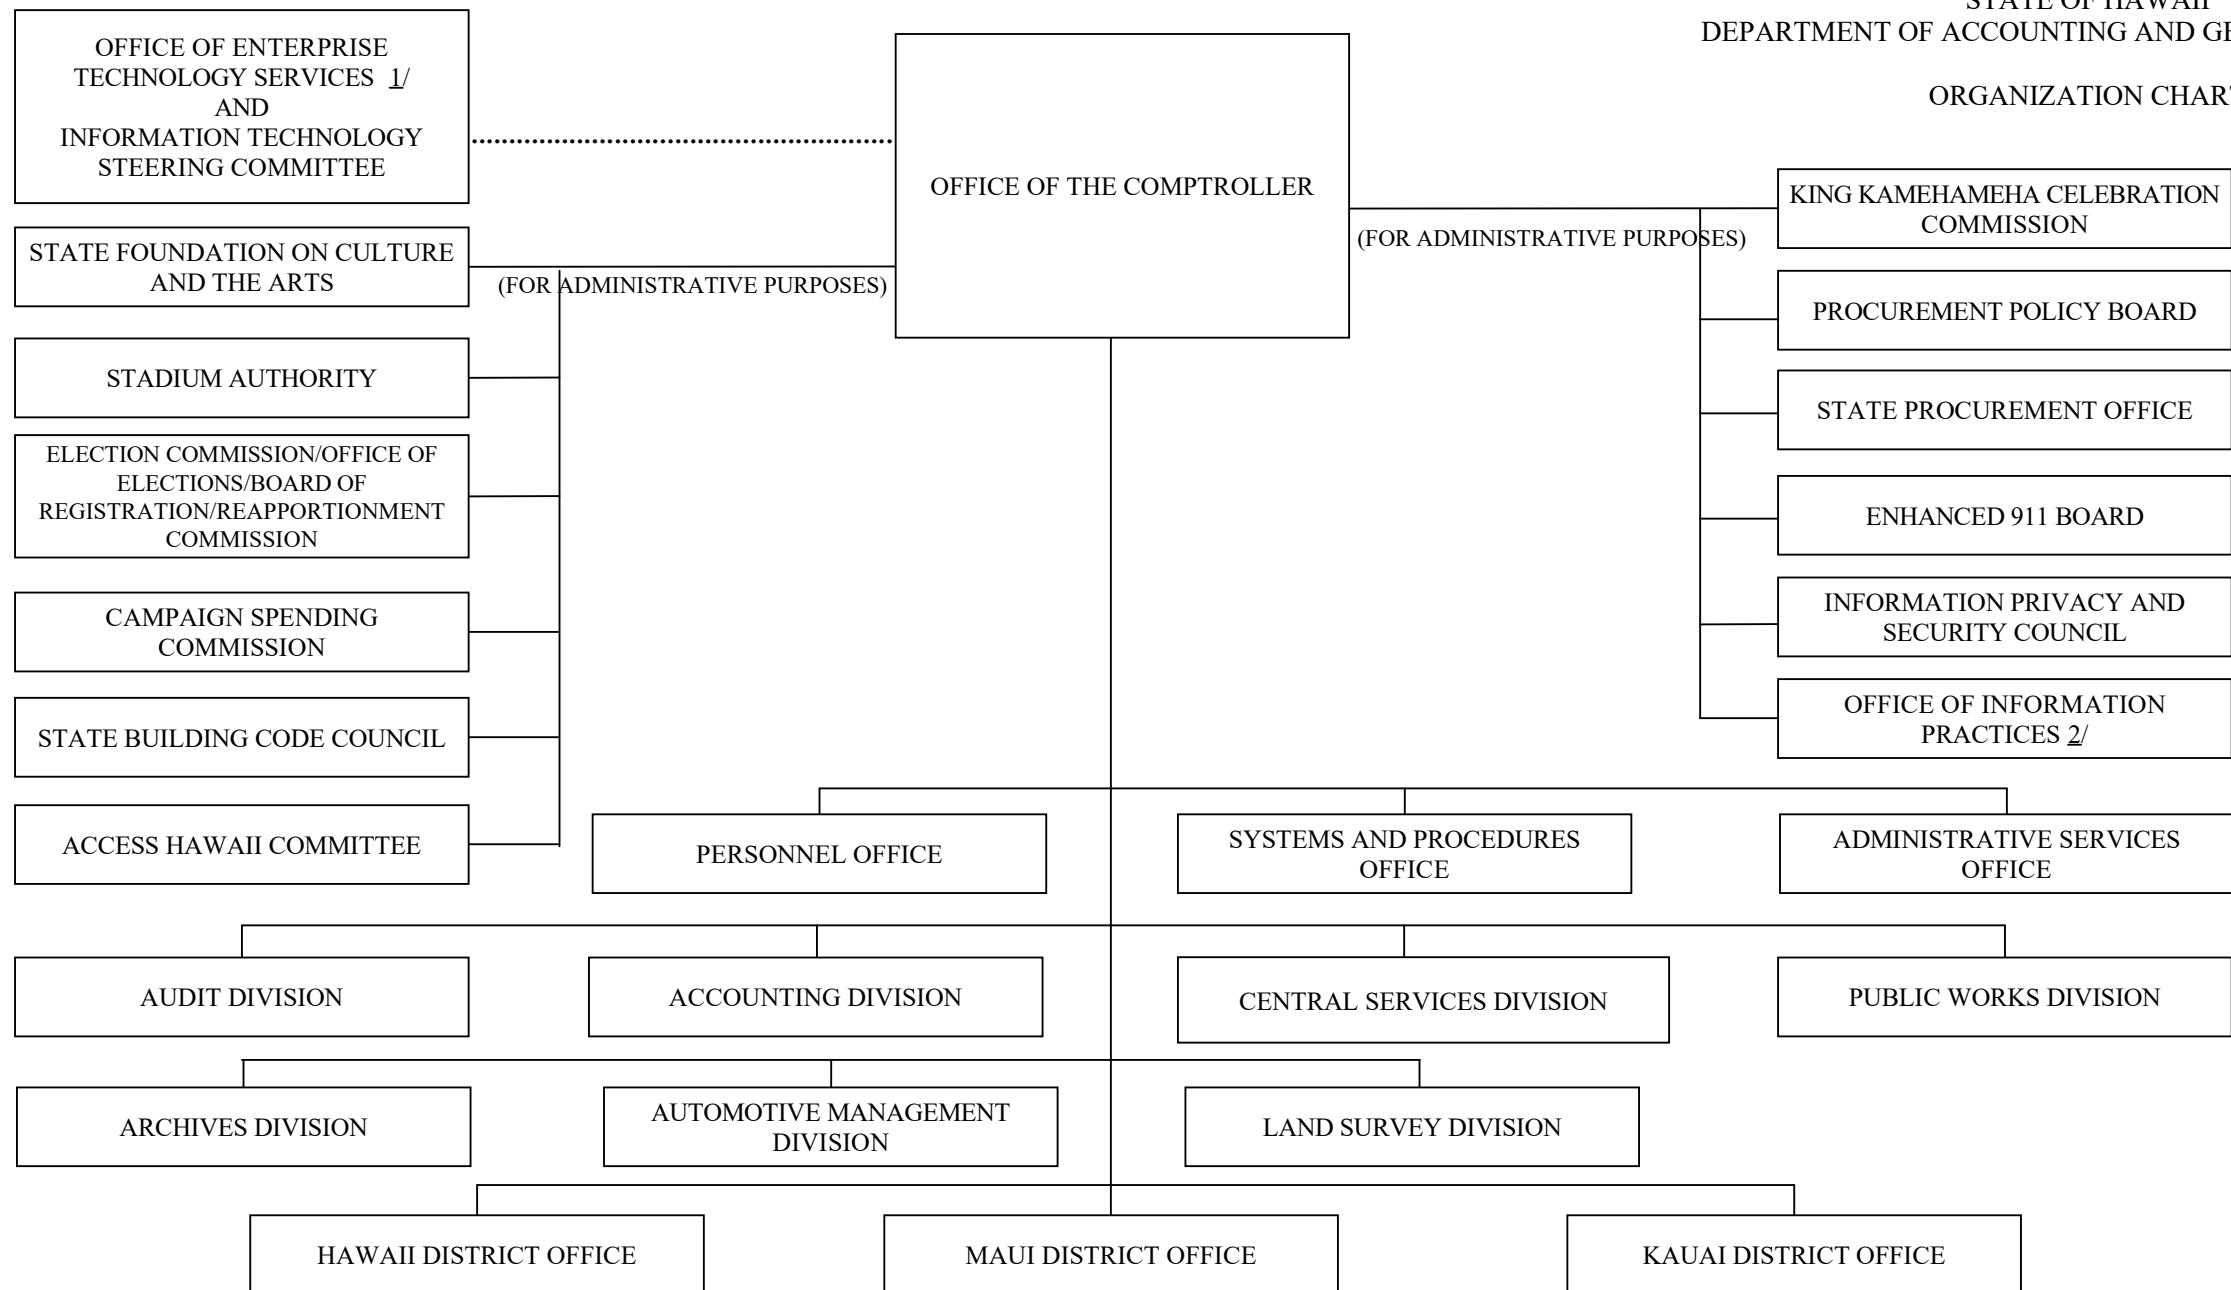 STATE OF HAWAII
DEPARTMENT OF ACCOUNTING AND
ORGANIZATION
OFFICE OF ENTERPRISE
TECHNOLOGY SERVICES 1/
AND
INFORMATION TECHNOLOGY
STEERING COMMITTEE
OFFICE OF THE COMPTROLLER
STATE FOUNDATION ON CULTURE
AND THE ARTS
(FOR ADMINISTRATIVE PURPOSES)
STADIUM AUTHORITY
ELECTION COMMISSION/OFFICE OF
ELECTIONS/BOARD OF
REGISTRATION/REAPPORTIONMENT
COMMISSION
CAMPAIGN SPENDING
COMMISSION
STATE BUILDING CODE COUNCIL
ACCESS HAWAII COMMITTEE
(FOR ADMINISTRATIVE PURPOSES)
KING KAMEHAMEHA CELEBRATION
COMMISSION
PROCUREMENT POLICY BOARD
STATE PROCUREMENT OFFICE
ENHANCED 911 BOARD
INFORMATION PRIVACY AND
SECURITY COUNCIL
OFFICE OF INFORMATION
PRACTICES 2/
PERSONNEL OFFICE
SYSTEMS AND PROCEDURES
OFFICE
ADMINISTRATIVE SERVICES
OFFICE
AUDIT DIVISION
ACCOUNTING DIVISION
CENTRAL SERVICES DIVISION
PUBLIC WORKS DIVISION
ARCHIVES DIVISION
AUTOMOTIVE MANAGEMENT
DIVISION
LAND SURVEY DIVISION
HAWAII DISTRICT OFFICE
MAUI DISTRICT OFFICE
KAUAI DISTRICT OFFICE